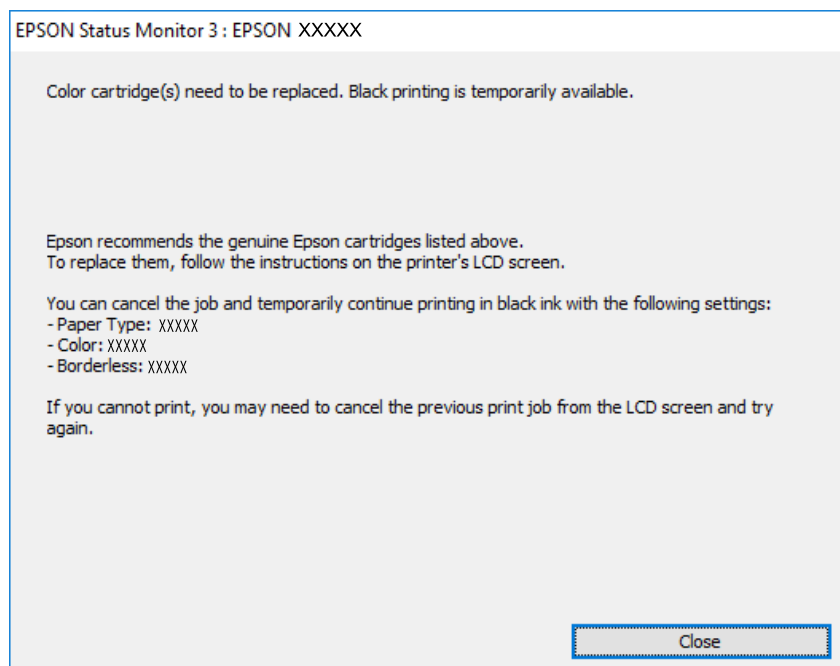 EPSON Status Monitor 3 : EPSON XXXXX
Color cartridge(s) need to be replaced. Black printing is temporarily available.
Epson recommends the genuine Epson cartridges listed above.
To replace them, follow the instructions on the printer's LCD screen.
You can cancel the job and temporarily continue printing in black ink with the following settings:
- Paper Type: XXXXX
- Color: XXXXX
- Borderless: XXXXX
If you cannot print, you may need to cancel the previous print job from the LCD screen and try
again.
Close